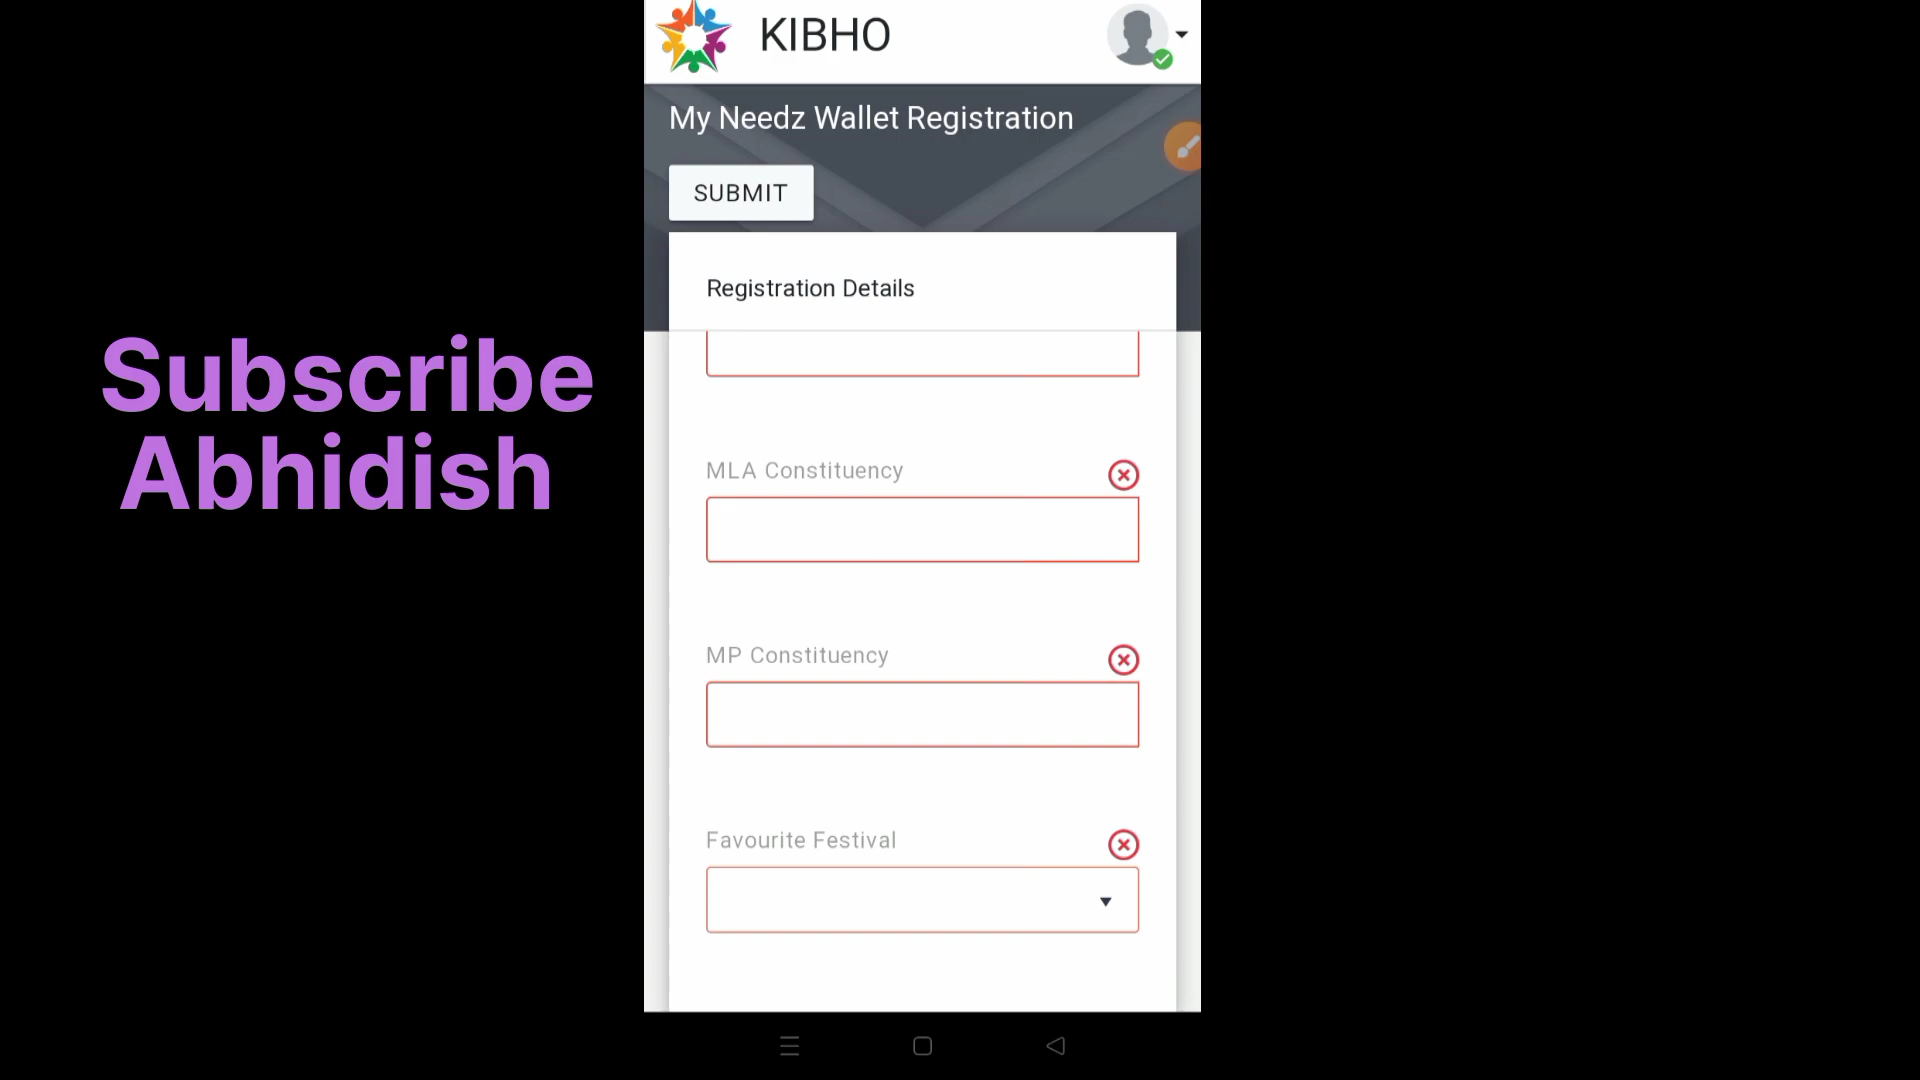 KIBHO
My Needz Wallet Registration
SUBMIT
Registration Details
Subscribe
Abhidish
MLA Constituency
MP Constituency
Favourite Festival